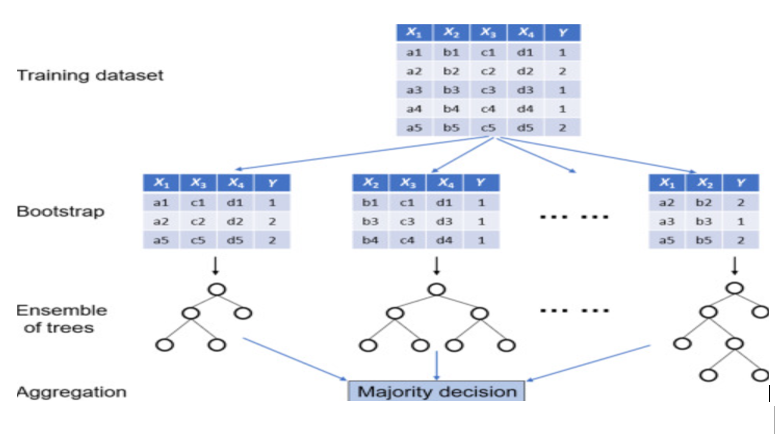 X1 X2 X3 X4 Y
a1 b1 c1 d1 1
Training dataset
a2 b2 c2 d2 2
a3 b3 c3 d3 1
a4 b4 c4 d4 1
a5 b5 c5 d5 2
Bootstrap
X1 X3 X4 Y
a1 c1 d1 1
a2 c2 d2 2
a5 c5 d5 2
X2 X3 X4 Y
b1 c1 d1 1
b3 c3 d3 1
b4 c4 d4 1
... ...
X1 X2 Y
a2 b2 2
a3 b3 1
a5 b5 2
Ensemble
of trees
... ...
Aggregation
Majority decision